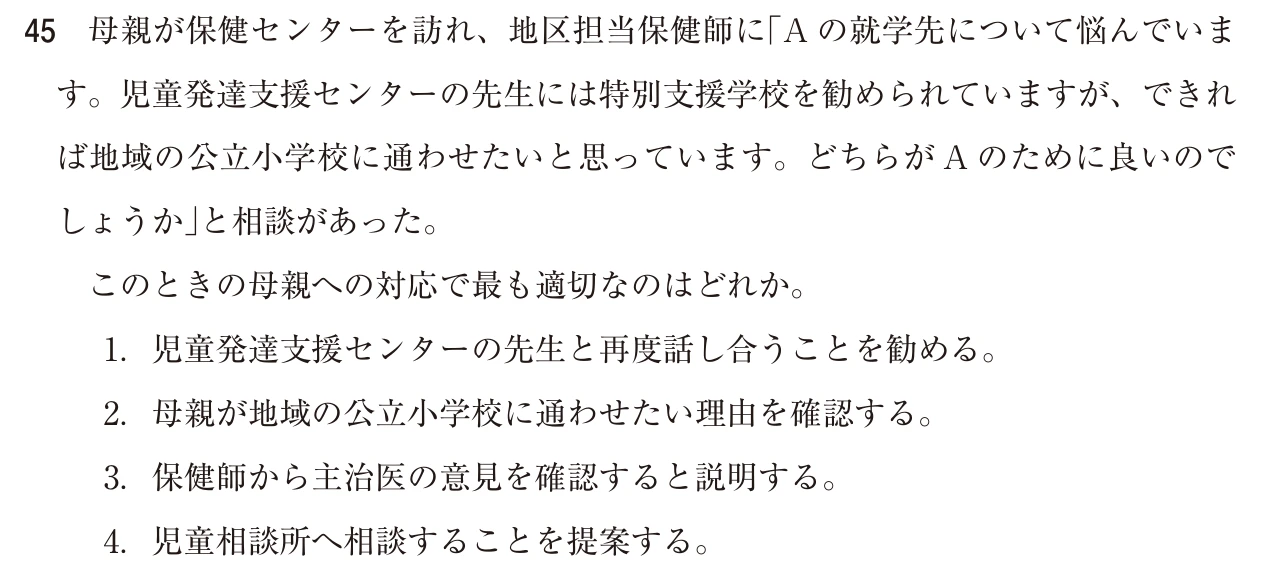 45 母親が保健センターを訪れ、地区担当保健師に「Aの就学先について悩んでいま
す。児童発達支援センターの先生には特別支援学校を勧められていますが、できれ
ば地域の公立小学校に通わせたいと思っています。どちらがAのために良いので
しょうか」と相談があった。
このときの母親への対応で最も適切なのはどれか。
1. 児童発達支援センターの先生と再度話し合うことを勧める。
2. 母親が地域の公立小学校に通わせたい理由を確認する。
3. 保健師から主治医の意見を確認すると説明する。
4. 児童相談所へ相談することを提案する。